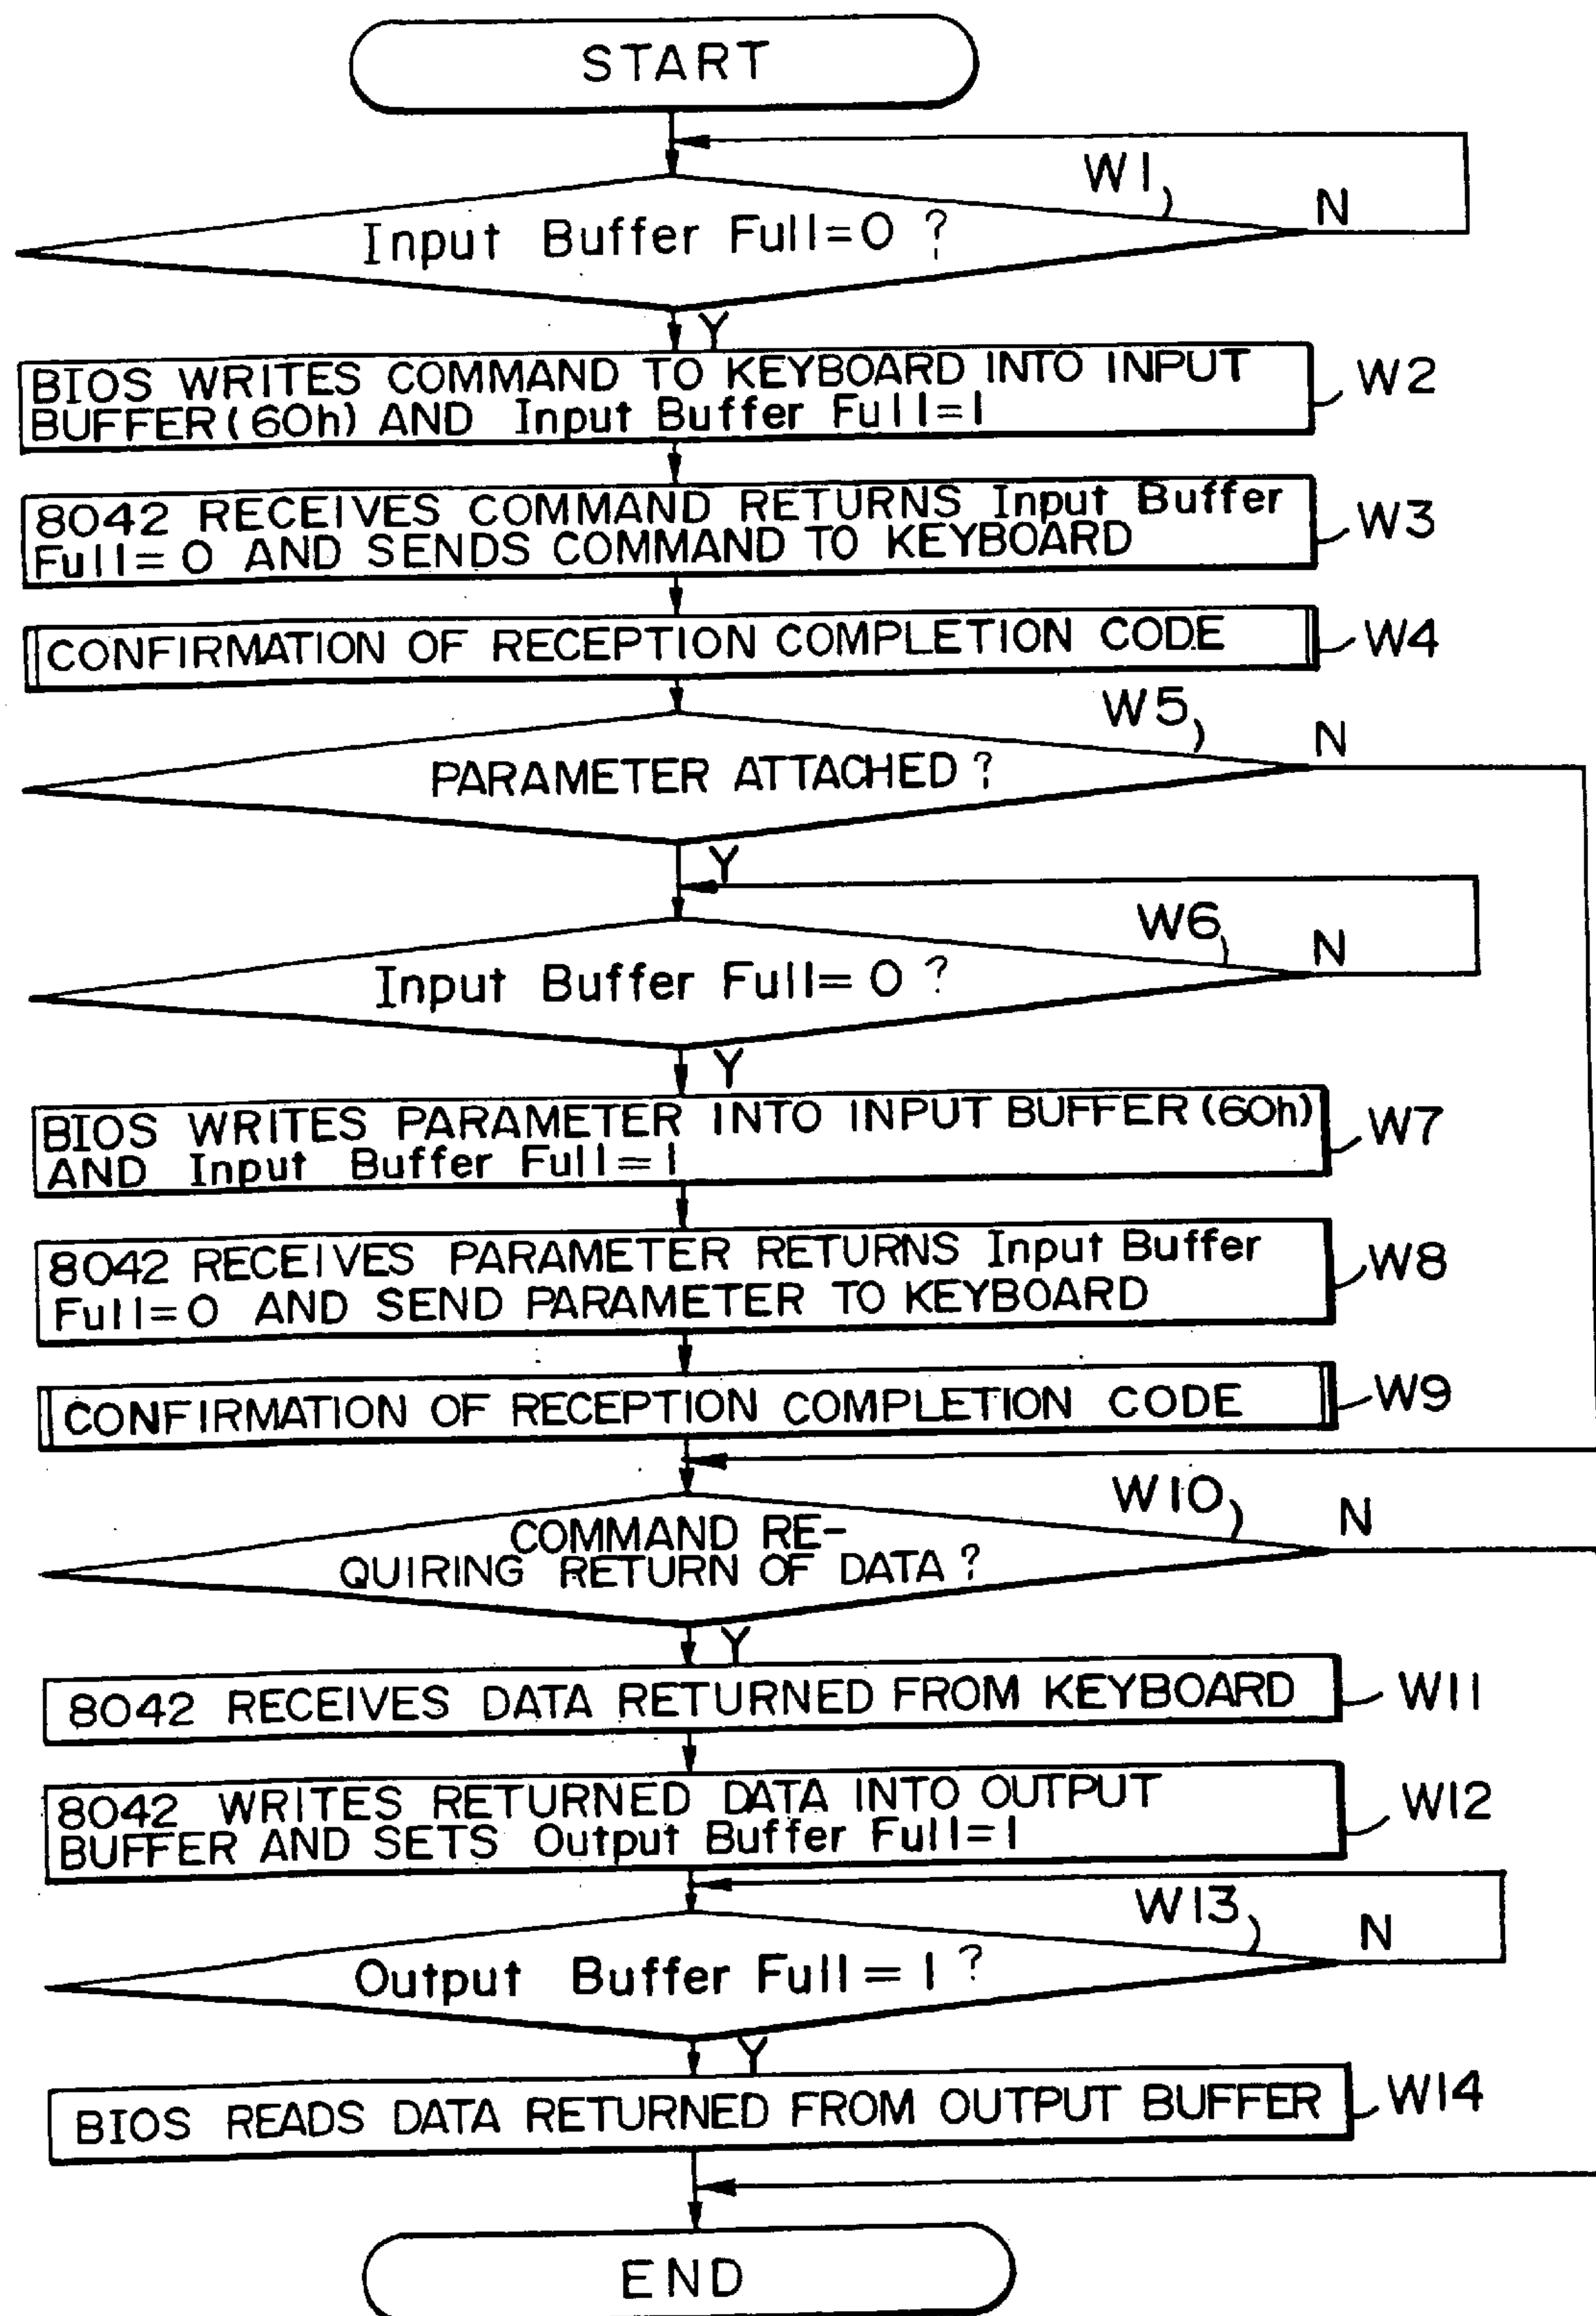 START
W1
N
Input Buffer Full=0 ?
Y
BIOS WRITES COMMAND TO KEYBOARD INTO INPUT
BUFFER(60h) AND Input Buffer Full=1
W2
8042 RECEIVES COMMAND RETURNS Input Buffer
Full=0 AND SENDS COMMAND TO KEYBOARD
W3
CONFIRMATION OF RECEPTION COMPLETION CODE
W4
W5
N
PARAMETER ATTACHED ?
Y
W6
N
Input Buffer Full=0 ?
Y
BIOS WRITES PARAMETER INTO INPUT BUFFER(60h)
AND Input Buffer Full=1
W7
8042 RECEIVES PARAMETER RETURNS Input Buffer
Full=0 AND SEND PARAMETER TO KEYBOARD
W8
CONFIRMATION OF RECEPTION COMPLETION CODE
W9
W10
N
COMMAND RE-
QUIRING RETURN OF DATA ?
Y
8042 RECEIVES DATA RETURNED FROM KEYBOARD
W11
8042 WRITES RETURNED DATA INTO OUTPUT
BUFFER AND SETS Output Buffer Full=1
W12
W13
N
Output Buffer Full = 1 ?
Y
BIOS READS DATA RETURNED FROM OUTPUT BUFFER
W14
END